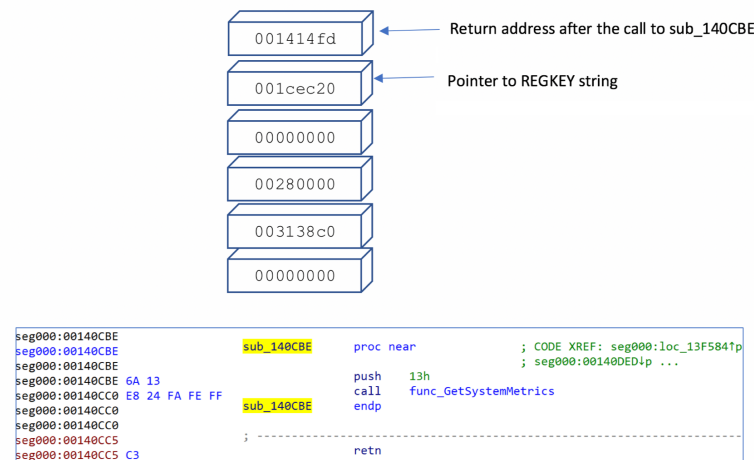 001414fd
Return address after the call to sub_140CBE
001cec20
Pointer to REGKEY string
00000000
00280000
003138c0
00000000
seg000:00140CBE
seg000:00140CBE sub_140CBE proc near ; CODE XREF: seg000:loc_13F584↑p
seg000:00140CBE ; seg000:00140DED↓p ...
seg000:00140CBE 6A 13 push 13h
seg000:00140CC0 E8 24 FA FE FF call func_GetSystemMetrics
seg000:00140CC0 sub_140CBE endp
seg000:00140CC0
seg000:00140CC5 ; ---------------------------------------------------------------------------
seg000:00140CC5 C3 retn